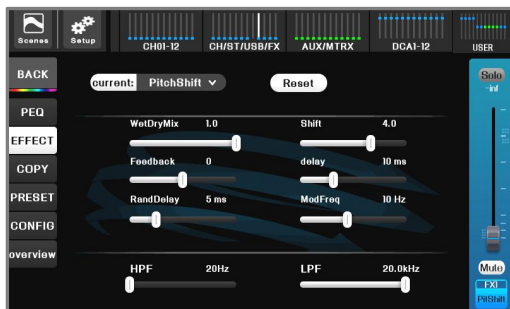 Scenes
Setup
CH01-12
CH/ST/USB/FX
AUX/MTRX
DCA1-12
USER
BACK
current: PitchShift
Reset
Solo
-inf
PEQ
WetDryMix 1.0 Shift 4.0
EFFECT
Feedback 0 delay 10 ms
COPY
PRESET
RandDelay 5 ms ModFreq 10 Hz
CONFIG
overview
HPF 20Hz LPF 20.0kHz
Mute
FX1
PitShift